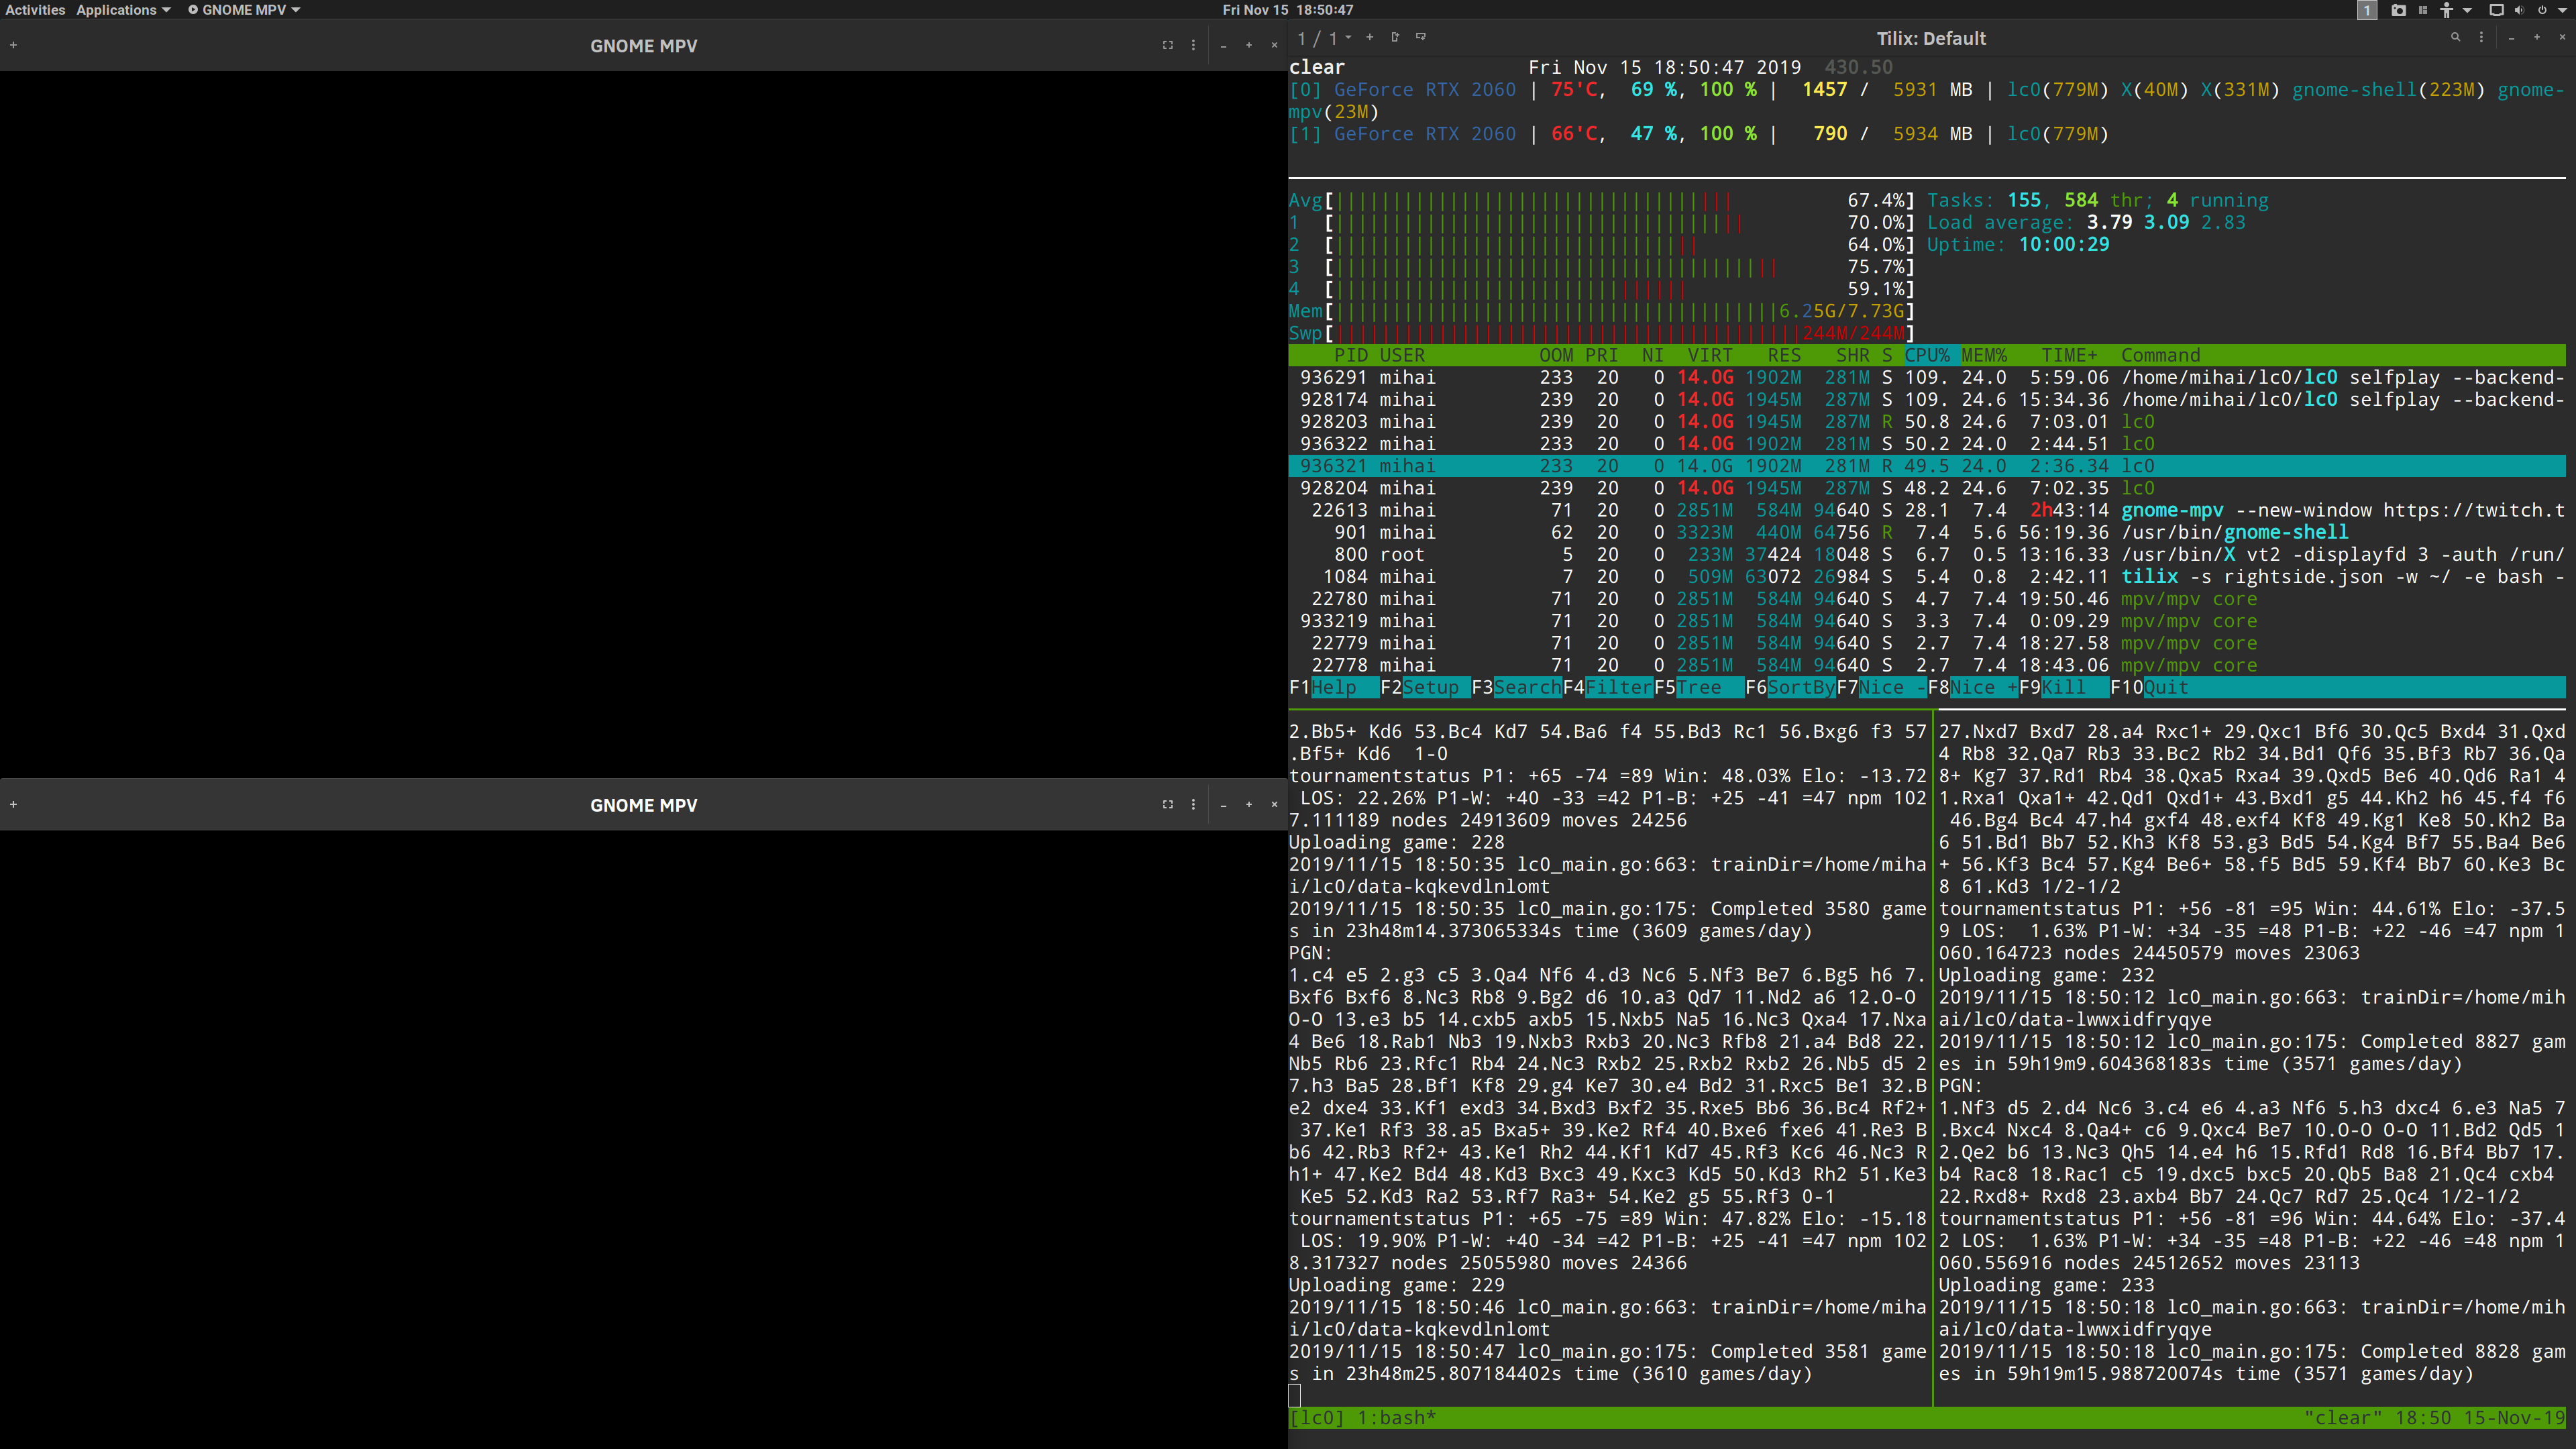 Activities Applications GNOME MPV Fri Nov 15 18:50:47 1
GNOME MPV
GNOME MPV
1 / 1 Tilix: Default
clear Fri Nov 15 18:50:47 2019 430.50
[0] GeForce RTX 2060 | 75'C, 69 %, 100 % | 1457 / 5931 MB | lc0(779M) X(40M) X(331M) gnome-shell(223M) gnome-
mpv(23M)
[1] GeForce RTX 2060 | 66'C, 47 %, 100 % | 790 / 5934 MB | lc0(779M)
Avg[ 67.4%] Tasks: 155, 584 thr; 4 running
1 [ 70.0%] Load average: 3.79 3.09 2.83
2 [ 64.0%] Uptime: 10:00:29
3 [ 75.7%]
4 [ 59.1%]
Mem[ 6.25G/7.73G]
Swp[ 244M/244M]
PID USER OOM PRI NI VIRT RES SHR S CPU% MEM% TIME+ Command
936291 mihai 233 20 0 14.0G 1902M 281M S 109. 24.0 5:59.06 /home/mihai/lc0/lc0 selfplay --backend-
928174 mihai 239 20 0 14.0G 1945M 287M S 109. 24.6 15:34.36 /home/mihai/lc0/lc0 selfplay --backend-
928203 mihai 239 20 0 14.0G 1945M 287M R 50.8 24.6 7:03.01 lc0
936322 mihai 233 20 0 14.0G 1902M 281M S 50.2 24.0 2:44.51 lc0
936321 mihai 233 20 0 14.0G 1902M 281M R 49.5 24.0 2:36.34 lc0
928204 mihai 239 20 0 14.0G 1945M 287M S 48.2 24.6 7:02.35 lc0
22613 mihai 71 20 0 2851M 584M 94640 S 28.1 7.4 2h43:14 gnome-mpv --new-window https://twitch.t
901 mihai 62 20 0 3323M 440M 64756 R 7.4 5.6 56:19.36 /usr/bin/gnome-shell
800 root 5 20 0 233M 37424 18048 S 6.7 0.5 13:16.33 /usr/bin/X vt2 -displayfd 3 -auth /run/
1084 mihai 7 20 0 509M 63072 26984 S 5.4 0.8 2:42.11 tilix -s rightside.json -w ~/ -e bash -
22780 mihai 71 20 0 2851M 584M 94640 S 4.7 7.4 19:50.46 mpv/mpv core
933219 mihai 71 20 0 2851M 584M 94640 S 3.3 7.4 0:09.29 mpv/mpv core
22779 mihai 71 20 0 2851M 584M 94640 S 2.7 7.4 18:27.58 mpv/mpv core
22778 mihai 71 20 0 2851M 584M 94640 S 2.7 7.4 18:43.06 mpv/mpv core
F1Help F2Setup F3SearchF4FilterF5Tree F6SortByF7Nice -F8Nice +F9Kill F10Quit
2.Bb5+ Kd6 53.Bc4 Kd7 54.Ba6 f4 55.Bd3 Rc1 56.Bxg6 f3 57
.Bf5+ Kd6 1-0
tournamentstatus P1: +65 -74 =89 Win: 48.03% Elo: -13.72
LOS: 22.26% P1-W: +40 -33 =42 P1-B: +25 -41 =47 npm 102
7.111189 nodes 24913609 moves 24256
Uploading game: 228
2019/11/15 18:50:35 lc0_main.go:663: trainDir=/home/miha
i/lc0/data-kqkevdlnlomt
2019/11/15 18:50:35 lc0_main.go:175: Completed 3580 game
s in 23h48m14.373065334s time (3609 games/day)
PGN:
1.c4 e5 2.g3 c5 3.Qa4 Nf6 4.d3 Nc6 5.Nf3 Be7 6.Bg5 h6 7.
Bxf6 Bxf6 8.Nc3 Rb8 9.Bg2 d6 10.a3 Qd7 11.Nd2 a6 12.O-O
O-O 13.e3 b5 14.cxb5 axb5 15.Nxb5 Na5 16.Nc3 Qxa4 17.Nxa
4 Be6 18.Rab1 Nb3 19.Nxb3 Rxb3 20.Nc3 Rfb8 21.a4 Bd8 22.
Nb5 Rb6 23.Rfc1 Rb4 24.Nc3 Rxb2 25.Rxb2 Rxb2 26.Nb5 d5 2
7.h3 Ba5 28.Bf1 Kf8 29.g4 Ke7 30.e4 Bd2 31.Rxc5 Be1 32.B
e2 dxe4 33.Kf1 exd3 34.Bxd3 Bxf2 35.Rxe5 Bb6 36.Bc4 Rf2+
37.Ke1 Rf3 38.a5 Bxa5+ 39.Ke2 Rf4 40.Bxe6 fxe6 41.Re3 B
b6 42.Rb3 Rf2+ 43.Ke1 Rh2 44.Kf1 Kd7 45.Rf3 Kc6 46.Nc3 R
h1+ 47.Ke2 Bd4 48.Kd3 Bxc3 49.Kxc3 Kd5 50.Kd3 Rh2 51.Ke3
Ke5 52.Kd3 Ra2 53.Rf7 Ra3+ 54.Ke2 g5 55.Rf3 0-1
tournamentstatus P1: +65 -75 =89 Win: 47.82% Elo: -15.18
LOS: 19.90% P1-W: +40 -34 =42 P1-B: +25 -41 =47 npm 102
8.317327 nodes 25055980 moves 24366
Uploading game: 229
2019/11/15 18:50:46 lc0_main.go:663: trainDir=/home/miha
i/lc0/data-kqkevdlnlomt
2019/11/15 18:50:47 lc0_main.go:175: Completed 3581 game
s in 23h48m25.807184402s time (3610 games/day)
27.Nxd7 Bxd7 28.a4 Rxc1+ 29.Qxc1 Bf6 30.Qc5 Bxd4 31.Qxd
4 Rb8 32.Qa7 Rb3 33.Bc2 Rb2 34.Bd1 Qf6 35.Bf3 Rb7 36.Qa
8+ Kg7 37.Rd1 Rb4 38.Qxa5 Rxa4 39.Qxd5 Be6 40.Qd6 Ra1 4
1.Rxa1 Qxa1+ 42.Qd1 Qxd1+ 43.Bxd1 g5 44.Kh2 h6 45.f4 f6
46.Bg4 Bc4 47.h4 gxf4 48.exf4 Kf8 49.Kg1 Ke8 50.Kh2 Ba
6 51.Bd1 Bb7 52.Kh3 Kf8 53.g3 Bd5 54.Kg4 Bf7 55.Ba4 Be6
+ 56.Kf3 Bc4 57.Kg4 Be6+ 58.f5 Bd5 59.Kf4 Bb7 60.Ke3 Bc
8 61.Kd3 1/2-1/2
tournamentstatus P1: +56 -81 =95 Win: 44.61% Elo: -37.5
9 LOS: 1.63% P1-W: +34 -35 =48 P1-B: +22 -46 =47 npm 1
060.164723 nodes 24450579 moves 23063
Uploading game: 232
2019/11/15 18:50:12 lc0_main.go:663: trainDir=/home/mih
ai/lc0/data-lwwxidfryqye
2019/11/15 18:50:12 lc0_main.go:175: Completed 8827 gam
es in 59h19m9.604368183s time (3571 games/day)
PGN:
1.Nf3 d5 2.d4 Nc6 3.c4 e6 4.a3 Nf6 5.h3 dxc4 6.e3 Na5 7
.Bxc4 Nxc4 8.Qa4+ c6 9.Qxc4 Be7 10.O-O O-O 11.Bd2 Qd5 1
2.Qe2 b6 13.Nc3 Qh5 14.e4 h6 15.Rfd1 Rd8 16.Bf4 Bb7 17.
b4 Rac8 18.Rac1 c5 19.dxc5 bxc5 20.Qb5 Ba8 21.Qc4 cxb4
22.Rxd8+ Rxd8 23.axb4 Bb7 24.Qc7 Rd7 25.Qc4 1/2-1/2
tournamentstatus P1: +56 -81 =96 Win: 44.64% Elo: -37.4
2 LOS: 1.63% P1-W: +34 -35 =48 P1-B: +22 -46 =48 npm 1
060.556916 nodes 24512652 moves 23113
Uploading game: 233
2019/11/15 18:50:18 lc0_main.go:663: trainDir=/home/mih
ai/lc0/data-lwwxidfryqye
2019/11/15 18:50:18 lc0_main.go:175: Completed 8828 gam
es in 59h19m15.988720074s time (3571 games/day)
[lc0] 1:bash* "clear" 18:50 15-Nov-19